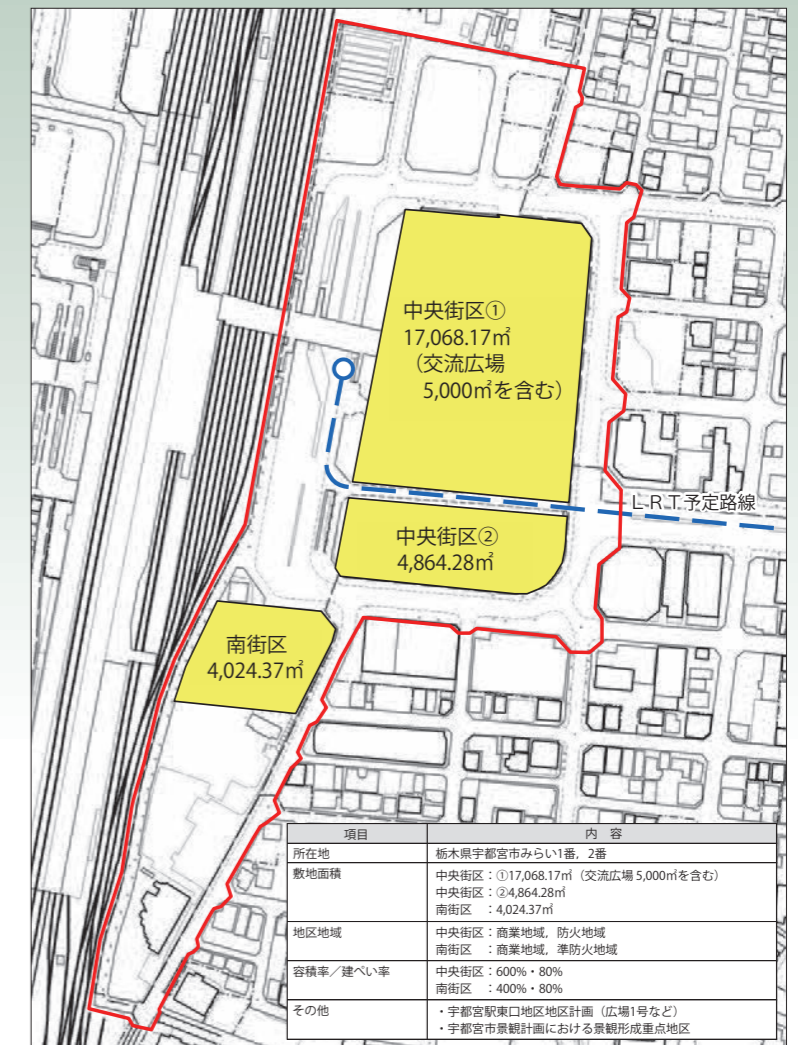 中央街区①
17,068.17㎡
（交流広場
5,000㎡を含む）
ＬＲＴ予定路線
中央街区②
4,864.28㎡
南街区
4,024.37㎡
項目 内　容
所在地 栃木県宇都宮市みらい1番，2番
敷地面積 中央街区：①17,068.17㎡（交流広場 5,000㎡を含む）
中央街区：②4,864.28㎡
南街区　：4,024.37㎡
地区地域 中央街区：商業地域，防火地域
南街区　：商業地域，準防火地域
容積率／建ぺい率 中央街区：600%・80%
南街区　：400%・80%
その他 ・宇都宮駅東口地区地区計画（広場1号など）
・宇都宮市景観計画における景観形成重点地区